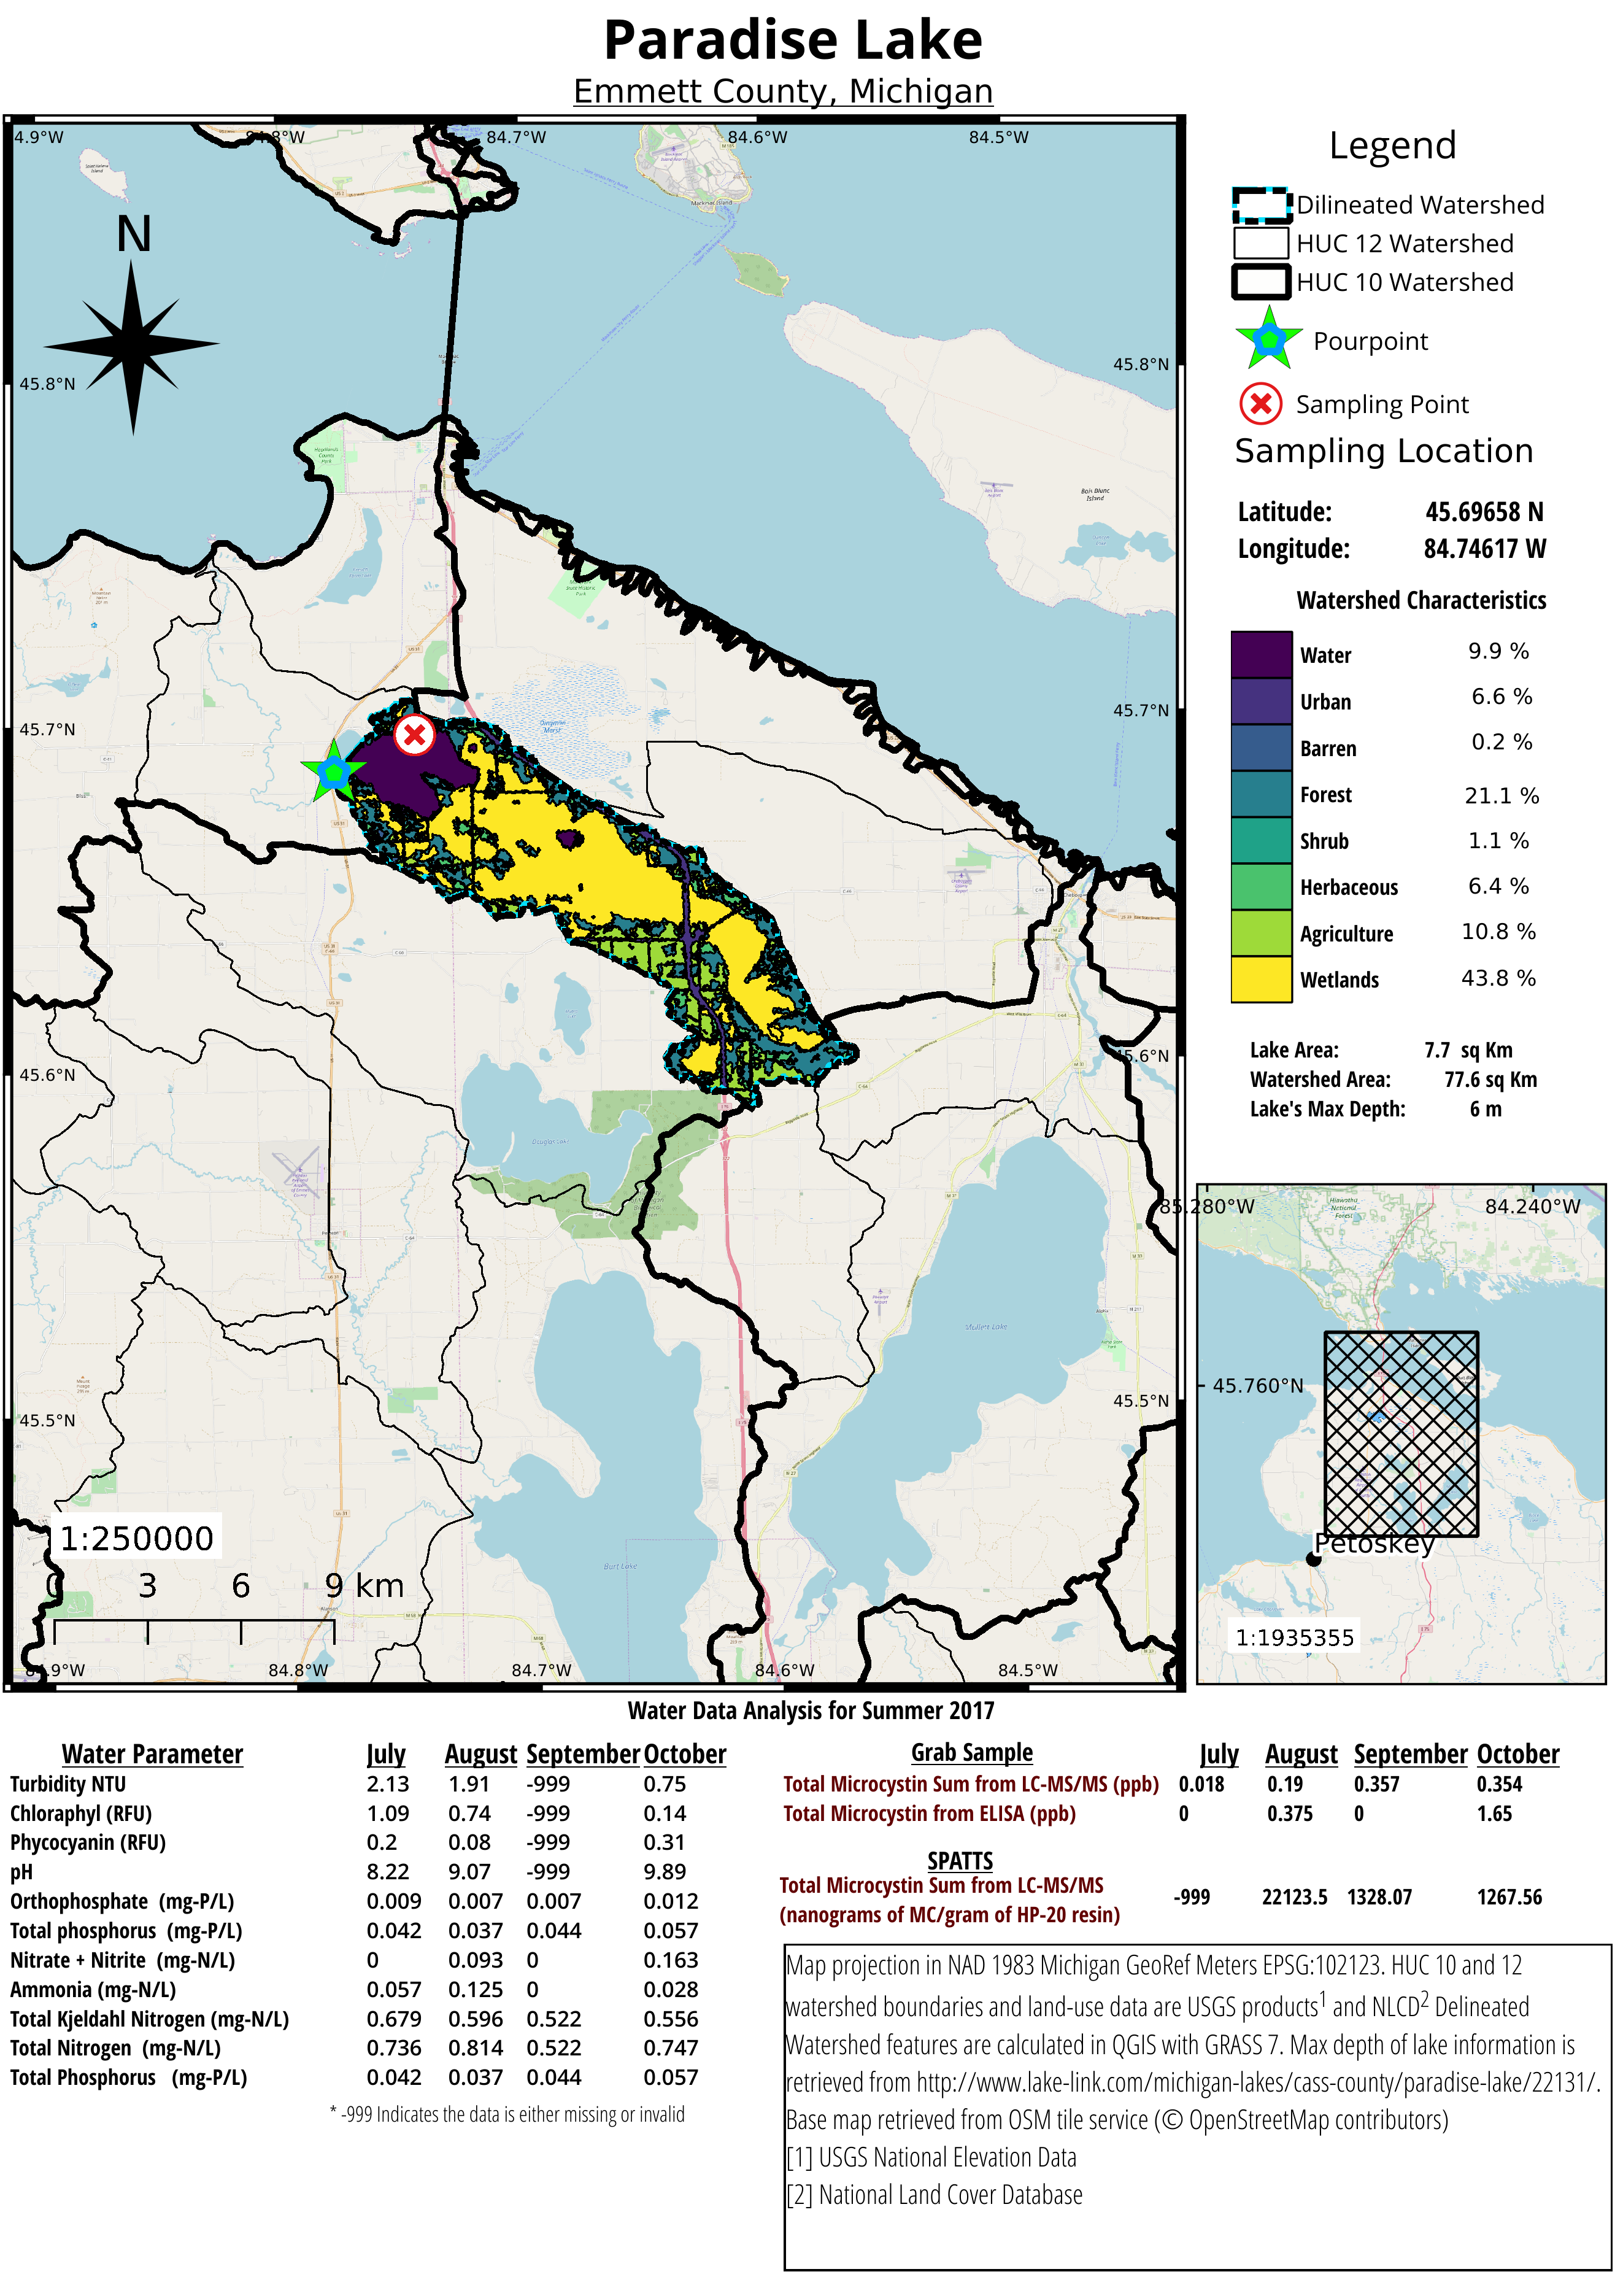 Paradise Lake
Emmett County, Michigan
4.9°W
84.8°W
84.7°W
84.6°W
84.5°W
Mackinac Island
N
45.8°N
45.8°N
Bois Blanc Island
45.7°N
45.7°N
45.6°N
45.6°N
Douglas Lake
Mullett Lake
45.5°N
45.5°N
Burt Lake
1:250000
0 3 6 9 km
84.9°W
84.8°W
84.7°W
84.6°W
84.5°W
Legend
Dilineated Watershed
HUC 12 Watershed
HUC 10 Watershed
Pourpoint
Sampling Point
Sampling Location
Latitude: 45.69658 N
Longitude: 84.74617 W
Watershed Characteristics
Water 9.9 %
Urban 6.6 %
Barren 0.2 %
Forest 21.1 %
Shrub 1.1 %
Herbaceous 6.4 %
Agriculture 10.8 %
Wetlands 43.8 %
Lake Area: 7.7 sq Km
Watershed Area: 77.6 sq Km
Lake's Max Depth: 6 m
85.280°W
84.240°W
Hiawatha National Forest
45.760°N
Petoskey
1:1935355
Water Data Analysis for Summer 2017
Water Parameter July August September October
Turbidity NTU 2.13 1.91 -999 0.75
Chloraphyl (RFU) 1.09 0.74 -999 0.14
Phycocyanin (RFU) 0.2 0.08 -999 0.31
pH 8.22 9.07 -999 9.89
Orthophosphate (mg-P/L) 0.009 0.007 0.007 0.012
Total phosphorus (mg-P/L) 0.042 0.037 0.044 0.057
Nitrate + Nitrite (mg-N/L) 0 0.093 0 0.163
Ammonia (mg-N/L) 0.057 0.125 0 0.028
Total Kjeldahl Nitrogen (mg-N/L) 0.679 0.596 0.522 0.556
Total Nitrogen (mg-N/L) 0.736 0.814 0.522 0.747
Total Phosphorus (mg-P/L) 0.042 0.037 0.044 0.057
* -999 Indicates the data is either missing or invalid
Grab Sample July August September October
Total Microcystin Sum from LC-MS/MS (ppb) 0.018 0.19 0.357 0.354
Total Microcystin from ELISA (ppb) 0 0.375 0 1.65
SPATTS
Total Microcystin Sum from LC-MS/MS
(nanograms of MC/gram of HP-20 resin) -999 22123.5 1328.07 1267.56
Map projection in NAD 1983 Michigan GeoRef Meters EPSG:102123. HUC 10 and 12
watershed boundaries and land-use data are USGS products1 and NLCD2 Delineated
Watershed features are calculated in QGIS with GRASS 7. Max depth of lake information is
retrieved from http://www.lake-link.com/michigan-lakes/cass-county/paradise-lake/22131/.
Base map retrieved from OSM tile service (© OpenStreetMap contributors)
[1] USGS National Elevation Data
[2] National Land Cover Database